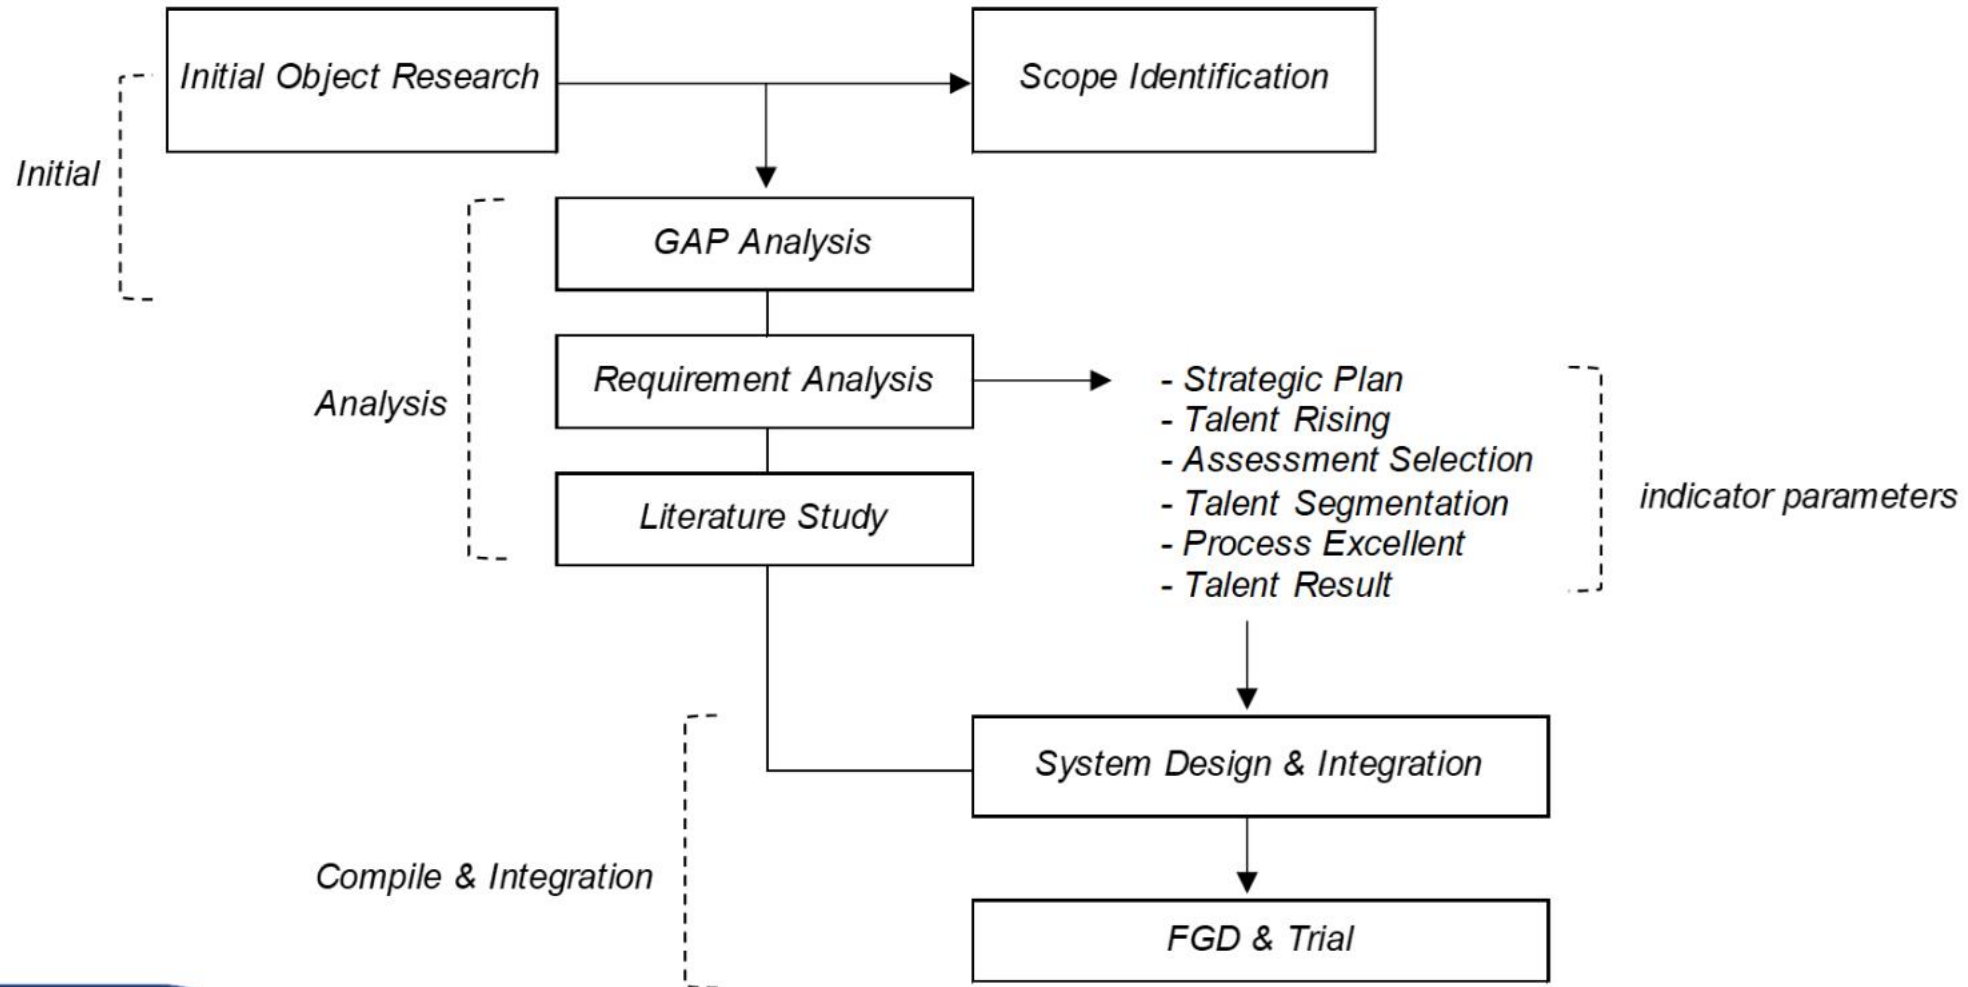 Initial Object Research
Scope Identification
Initial
GAP Analysis
Requirement Analysis
Analysis
Literature Study
- Strategic Plan
- Talent Rising
- Assessment Selection
- Talent Segmentation
- Process Excellent
- Talent Result
indicator parameters
System Design & Integration
Compile & Integration
FGD & Trial